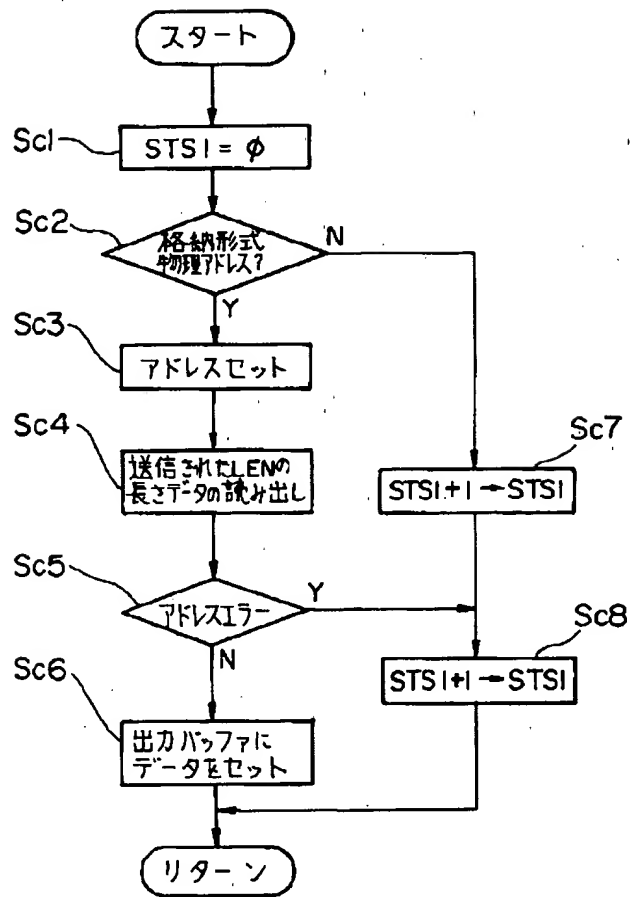 スタート
Sc1
STS1 = φ
Sc2
格納形式
物理アドレス?
N
Y
Sc3
アドレスセット
Sc4
送信されたLENの
長さデータの読み出し
Sc7
STS1+1→STS1
Sc5
アドレスエラー
Y
N
Sc8
STS1+1→STS1
Sc6
出力バッファに
データをセット
リターン